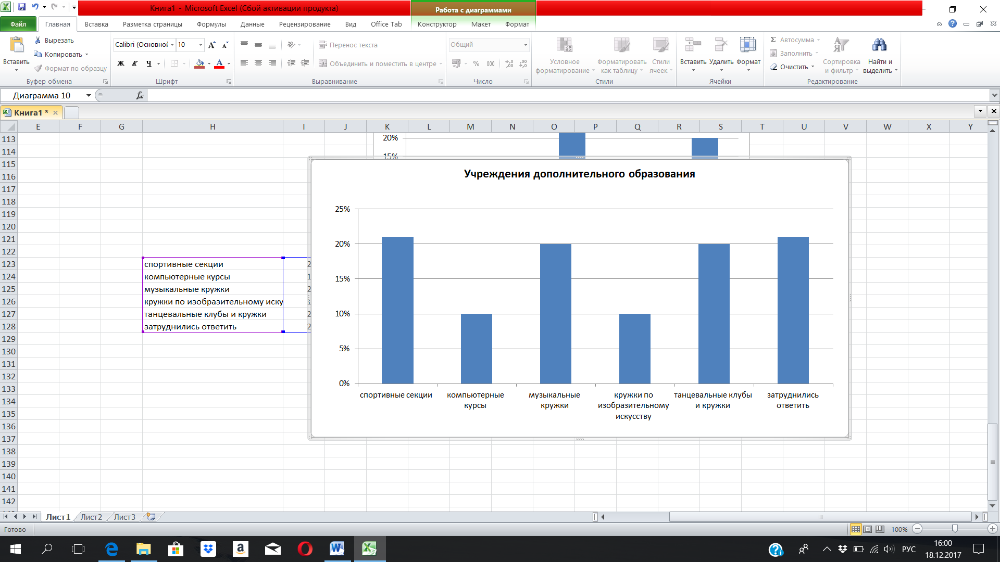 Книга1 - Microsoft Excel (Сбой активации продукта)
Работа с диаграммами
Файл Главная Вставка Разметка страницы Формулы Данные Рецензирование Вид Office Tab Конструктор Макет Формат
Вставить
Вырезать
Копировать
Формат по образцу
Буфер обмена
Calibri (Основной 10
Ж К Ч
Шрифт
Перенос текста
Объединить и поместить в центре
Выравнивание
Общий
% 000
Число
Условное форматирование
Форматировать как таблицу
Стили ячеек
Стили
Вставить Удалить Формат
Ячейки
Автосумма
Заполнить
Очистить
Сортировка и фильтр
Найти и выделить
Редактирование
Диаграмма 10
fx
Книга1 *
E F G H I J K L M N O P Q R S T U V W X Y
113
114
115
116
117
118
119
120
121
122
123 спортивные секции 2
124 компьютерные курсы 1
125 музыкальные кружки 2
126 кружки по изобразительному иску
127 танцевальные клубы и кружки 2
128 затруднились ответить 2
129
130
131
132
133
134
135
136
137
138
139
140
141
142
20%
15%
Учреждения дополнительного образования
25%
20%
15%
10%
5%
0%
спортивные секции
компьютерные
курсы
музыкальные
кружки
кружки по
изобразительному
искусству
танцевальные клубы
и кружки
затруднились
ответить
Лист1 Лист2 Лист3
Готово
100%
РУС
16:00
18.12.2017